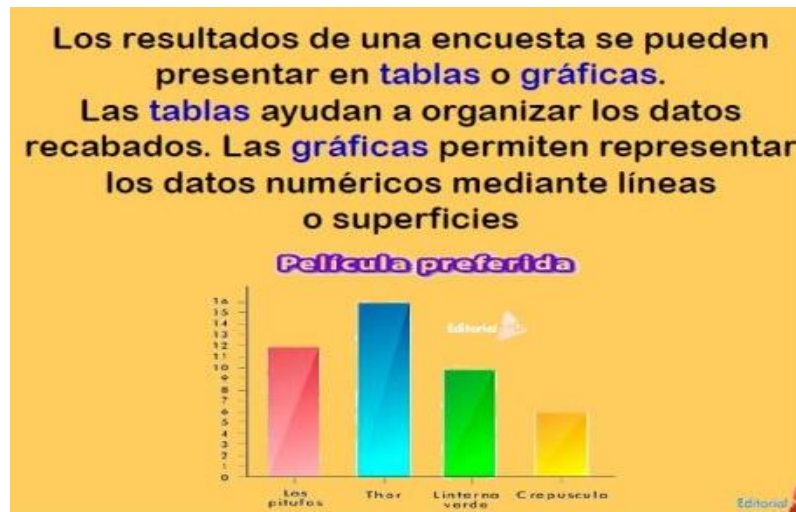 Los resultados de una encuesta se pueden
presentar en tablas o gráficas.
Las tablas ayudan a organizar los datos
recabados. Las gráficas permiten representar
los datos numéricos mediante líneas
o superficies
Película preferida
16
15
14
13
12
11
10
9
8
7
6
5
4
3
2
1
0
Los pitufos
Thor
Linterna verde
Crepusculo
Editorial
Editorial